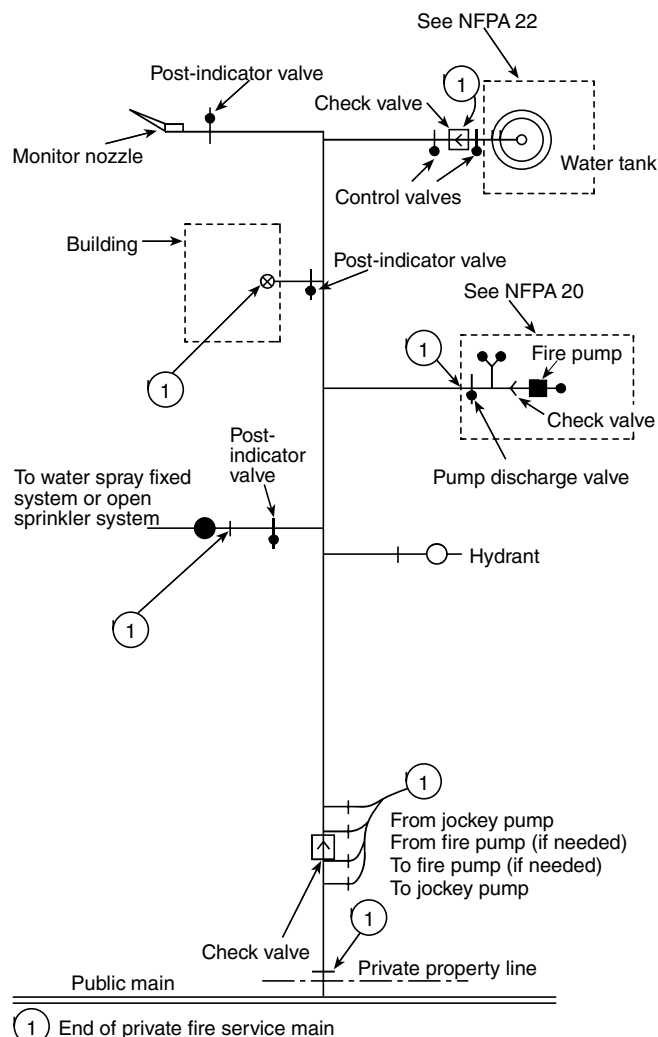 See NFPA 22
Post-indicator valve
Check valve
1
Monitor nozzle
Water tank
Control valves
Building
Post-indicator valve
See NFPA 20
1
Fire pump
1
Check valve
Post-
indicator
valve
Pump discharge valve
To water spray fixed
system or open
sprinkler system
Hydrant
1
1
From jockey pump
From fire pump (if needed)
To fire pump (if needed)
To jockey pump
1
Check valve
Private property line
Public main
1 End of private fire service main